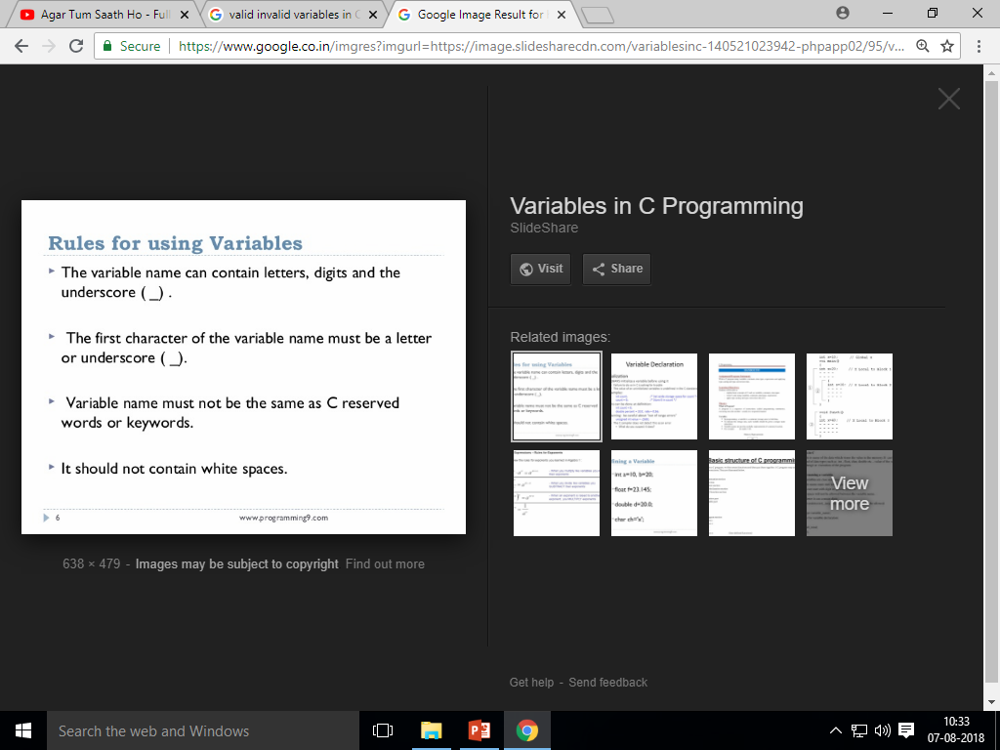 Agar Tum Saath Ho - Full
valid invalid variables in C
Google Image Result for
Secure
https://www.google.co.in/imgres?imgurl=https://image.slidesharecdn.com/variablesinc-140521023942-phpapp02/95/v...
Rules for using Variables
The variable name can contain letters, digits and the
underscore ( _) .
The first character of the variable name must be a letter
or underscore ( _).
Variable name must not be the same as C reserved
words or keywords.
It should not contain white spaces.
6
www.programming9.com
638 × 479 - Images may be subject to copyright Find out more
Variables in C Programming
SlideShare
Visit
Share
Related images:
Variable Declaration
int a=10, b=20;
float f=23.145;
double d=20.0;
char ch='x';
Basic structure of C programmin
View
more
Get help - Send feedback
Search the web and Windows
10:33
07-08-2018